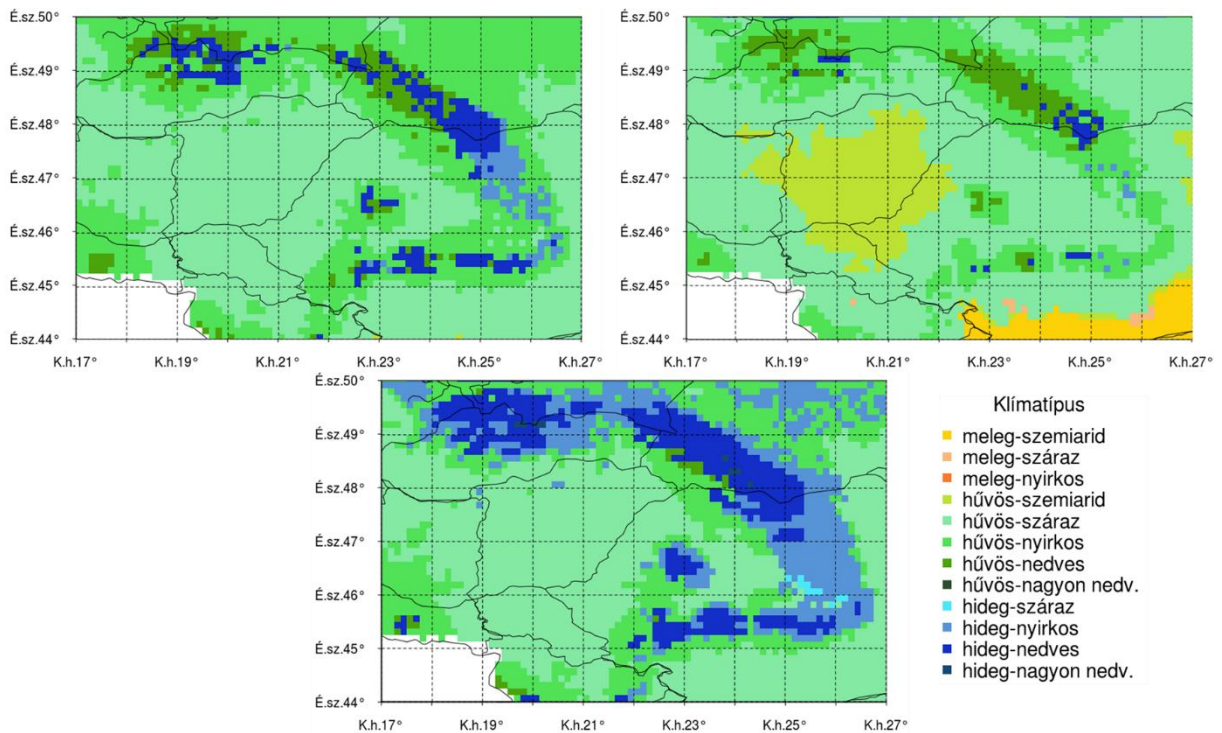 É.sz.50°
É.sz.49°
É.sz.48°
É.sz.47°
É.sz.46°
É.sz.45°
É.sz.44°
K.h.17° K.h.19° K.h.21° K.h.23° K.h.25° K.h.27°
É.sz.50°
É.sz.49°
É.sz.48°
É.sz.47°
É.sz.46°
É.sz.45°
É.sz.44°
K.h.17° K.h.19° K.h.21° K.h.23° K.h.25° K.h.27°
É.sz.50°
É.sz.49°
É.sz.48°
É.sz.47°
É.sz.46°
É.sz.45°
É.sz.44°
K.h.17° K.h.19° K.h.21° K.h.23° K.h.25° K.h.27°
Klímatípus
meleg-szemiarid
meleg-száraz
meleg-nyirkos
hűvös-szemiarid
hűvös-száraz
hűvös-nyirkos
hűvös-nedves
hűvös-nagyon nedv.
hideg-száraz
hideg-nyirkos
hideg-nedves
hideg-nagyon nedv.